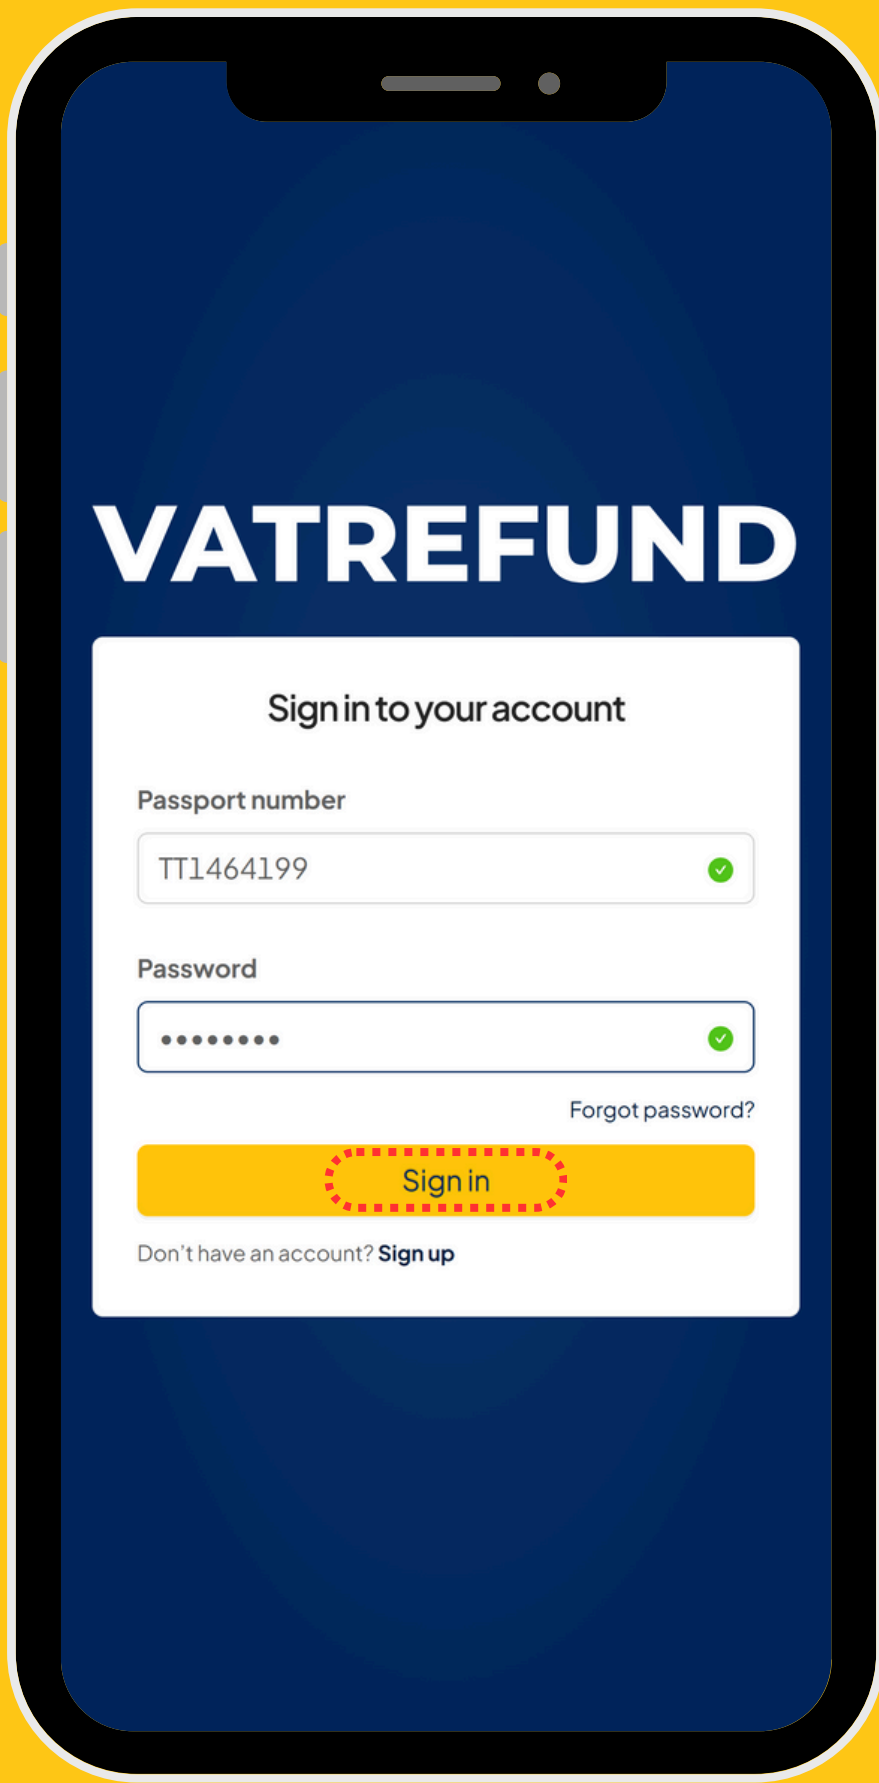 VATREFUND
Sign in to your account
Passport number
TT1464199
Password
••••••••
Forgot password?
Sign in
Don't have an account? Sign up